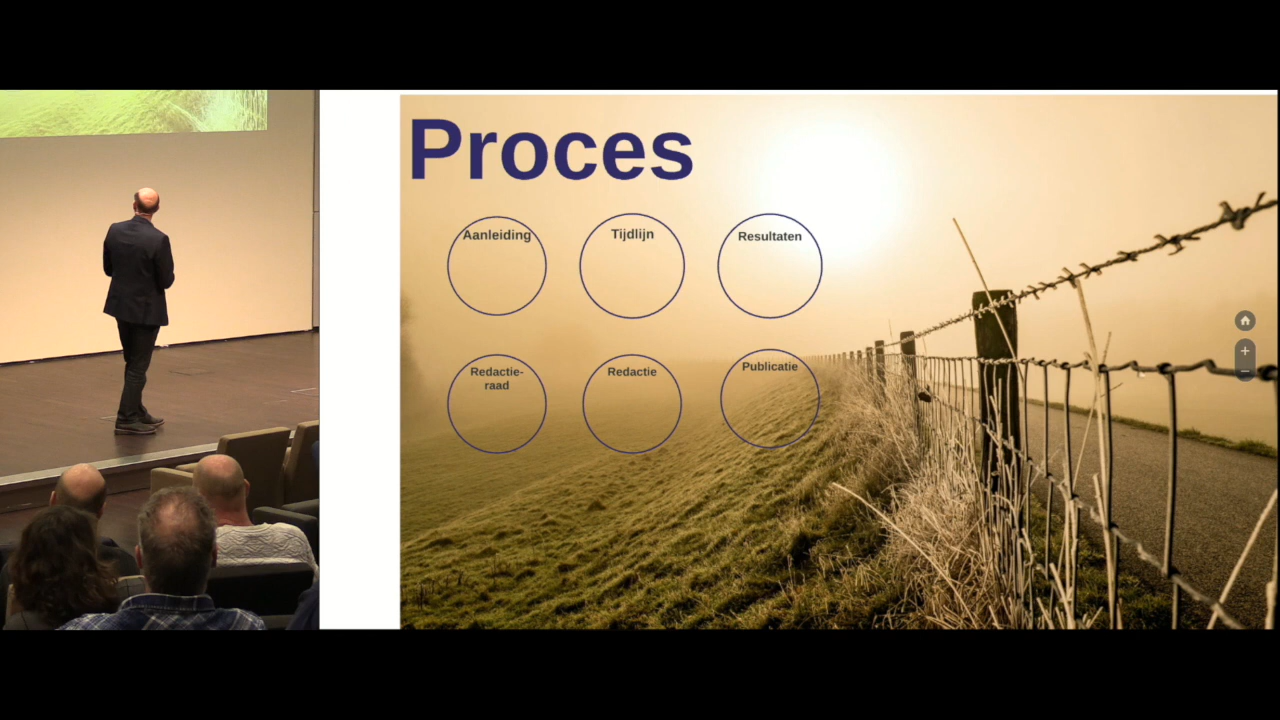 Proces
Aanleiding
Tijdlijn
Resultaten
Redactie-
raad
Redactie
Publicatie